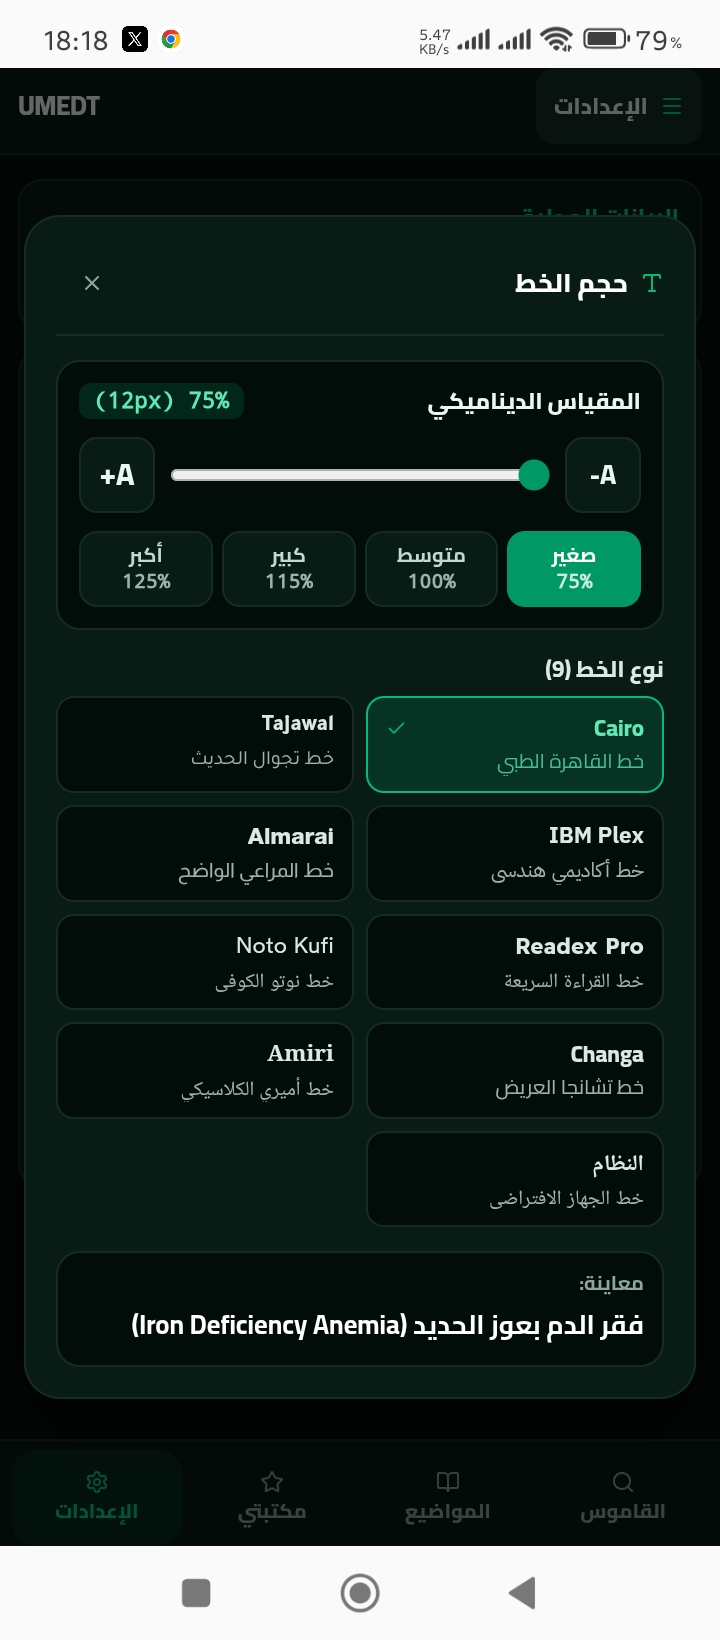 18:18
5.47
KB/s
79%
الإعدادات
UMEDT
حجم الخط
المقياس الديناميكي
75% (12px)
A-
A+
صغير
75%
متوسط
100%
كبير
115%
أكبر
125%
نوع الخط (9)
Cairo
خط القاهرة الطبي
Tajawal
خط تجوال الحديث
IBM Plex
خط أكاديمي هندسي
Almarai
خط المراعي الواضح
Readex Pro
خط القراءة السريعة
Noto Kufi
خط نوتو الكوفي
Changa
خط تشانجا العريض
Amiri
خط أميري الكلاسيكي
النظام
خط الجهاز الافتراضي
معاينة:
فقر الدم بعوز الحديد (Iron Deficiency Anemia)
القاموس
المواضيع
مكتبتي
الإعدادات